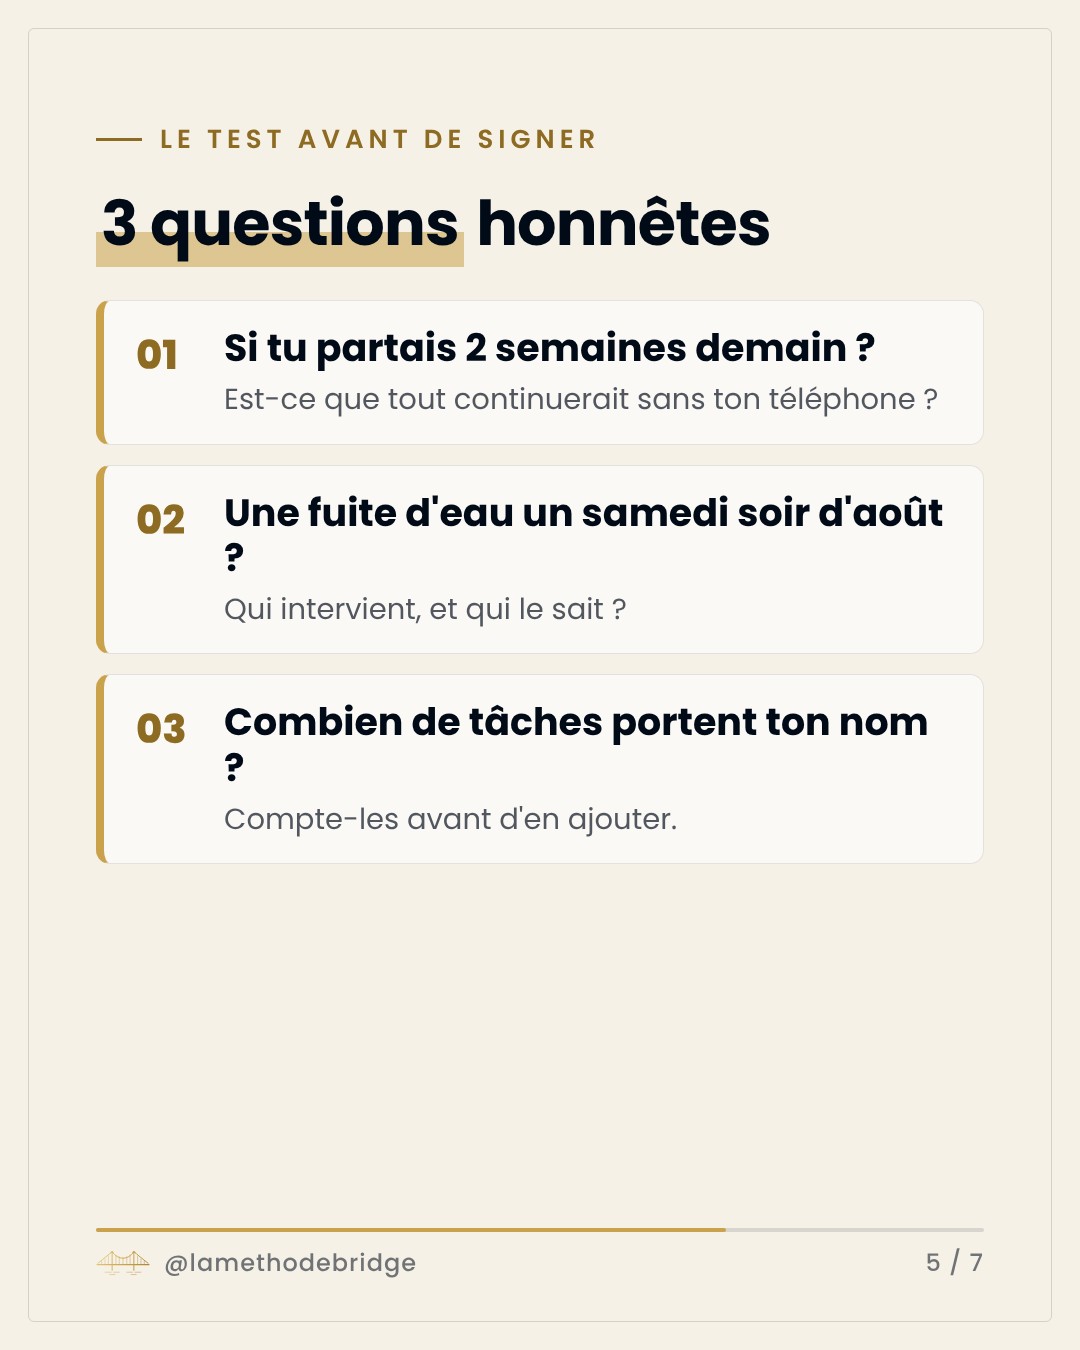 LE TEST AVANT DE SIGNER
3 questions honnêtes
01
Si tu partais 2 semaines demain ?
Est-ce que tout continuerait sans ton téléphone ?
02
Une fuite d'eau un samedi soir d'août
?
Qui intervient, et qui le sait ?
03
Combien de tâches portent ton nom
?
Compte-les avant d'en ajouter.
@lamethodebridge
5 / 7